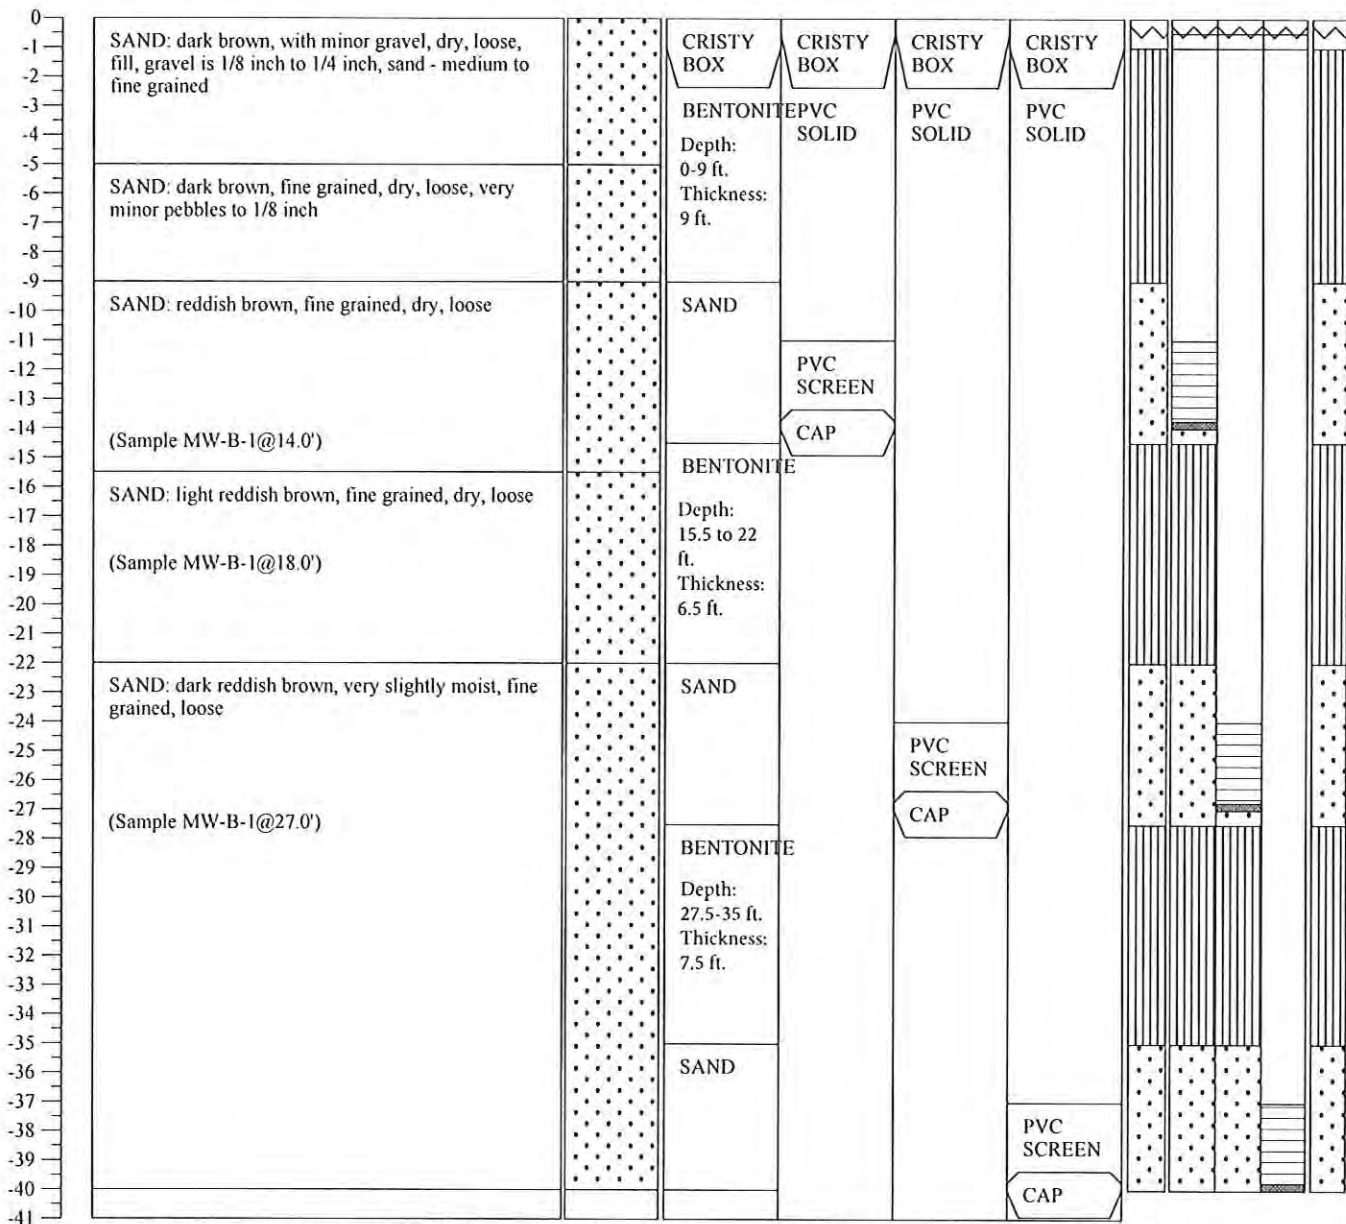 0
-1
-2
-3
-4
-5
-6
-7
-8
-9
-10
-11
-12
-13
-14
-15
-16
-17
-18
-19
-20
-21
-22
-23
-24
-25
-26
-27
-28
-29
-30
-31
-32
-33
-34
-35
-36
-37
-38
-39
-40
-41
SAND: dark brown, with minor gravel, dry, loose,
fill, gravel is 1/8 inch to 1/4 inch, sand - medium to
fine grained
SAND: dark brown, fine grained, dry, loose, very
minor pebbles to 1/8 inch
SAND: reddish brown, fine grained, dry, loose
(Sample MW-B-1@14.0')
SAND: light reddish brown, fine grained, dry, loose
(Sample MW-B-1@18.0')
SAND: dark reddish brown, very slightly moist, fine
grained, loose
(Sample MW-B-1@27.0')
CRISTY
BOX
BENTONITE
Depth:
0-9 ft.
Thickness:
9 ft.
SAND
BENTONITE
Depth:
15.5 to 22
ft.
Thickness:
6.5 ft.
SAND
BENTONITE
Depth:
27.5-35 ft.
Thickness:
7.5 ft.
SAND
CRISTY
BOX
PVC
SOLID
PVC
SCREEN
CAP
CRISTY
BOX
PVC
SOLID
PVC
SCREEN
CAP
CRISTY
BOX
PVC
SOLID
PVC
SCREEN
CAP